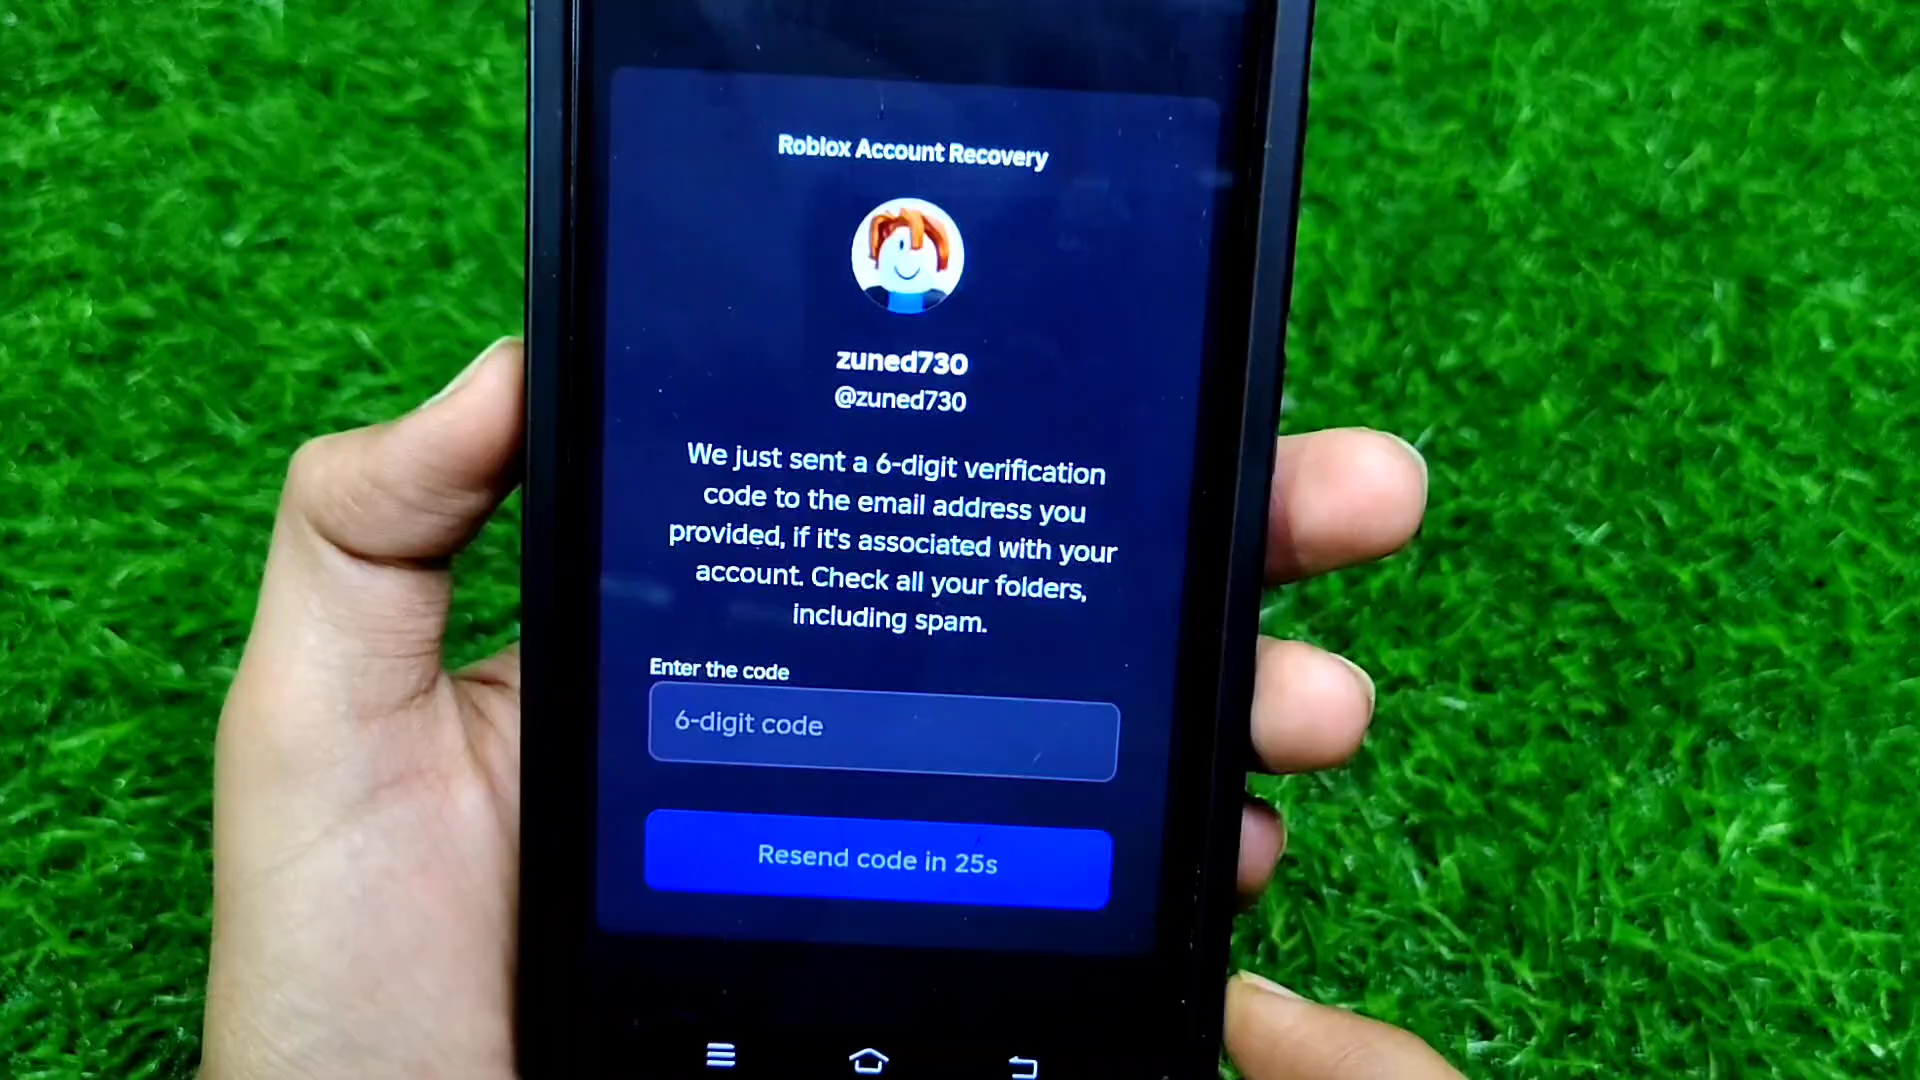 Roblox Account Recovery
zuned730
@zuned730
We just sent a 6-digit verification
code to the email address you
provided, if it's associated with your
account. Check all your folders,
including spam.
Enter the code
6-digit code
Resend code in 25s